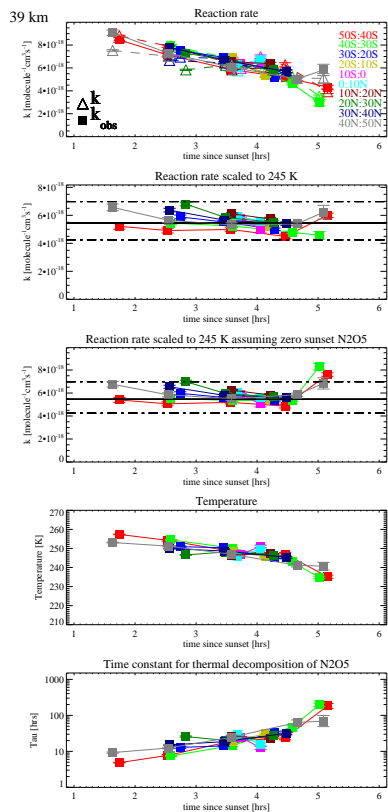 39 km
Reaction rate
k [molecule⁻¹cm³s⁻¹]
8•10⁻¹⁸
6•10⁻¹⁸
4•10⁻¹⁸
2•10⁻¹⁸
0
k
k obs
50S:40S
40S:30S
30S:20S
20S:10S
10S:0
0:10N
10N:20N
20N:30N
30N:40N
40N:50N
1 2 3 4 5 6
time since sunset [hrs]
Reaction rate scaled to 245 K
k [molecule⁻¹cm³s⁻¹]
8•10⁻¹⁸
6•10⁻¹⁸
4•10⁻¹⁸
2•10⁻¹⁸
0
1 2 3 4 5 6
time since sunset [hrs]
Reaction rate scaled to 245 K assuming zero sunset N2O5
k [molecule⁻¹cm³s⁻¹]
8•10⁻¹⁸
6•10⁻¹⁸
4•10⁻¹⁸
2•10⁻¹⁸
0
1 2 3 4 5 6
time since sunset [hrs]
Temperature
Temperature [K]
270
260
250
240
230
220
210
1 2 3 4 5 6
time since sunset [hrs]
Time constant for thermal decomposition of N2O5
Tau [hrs]
1000
100
10
1
1 2 3 4 5 6
time since sunset [hrs]